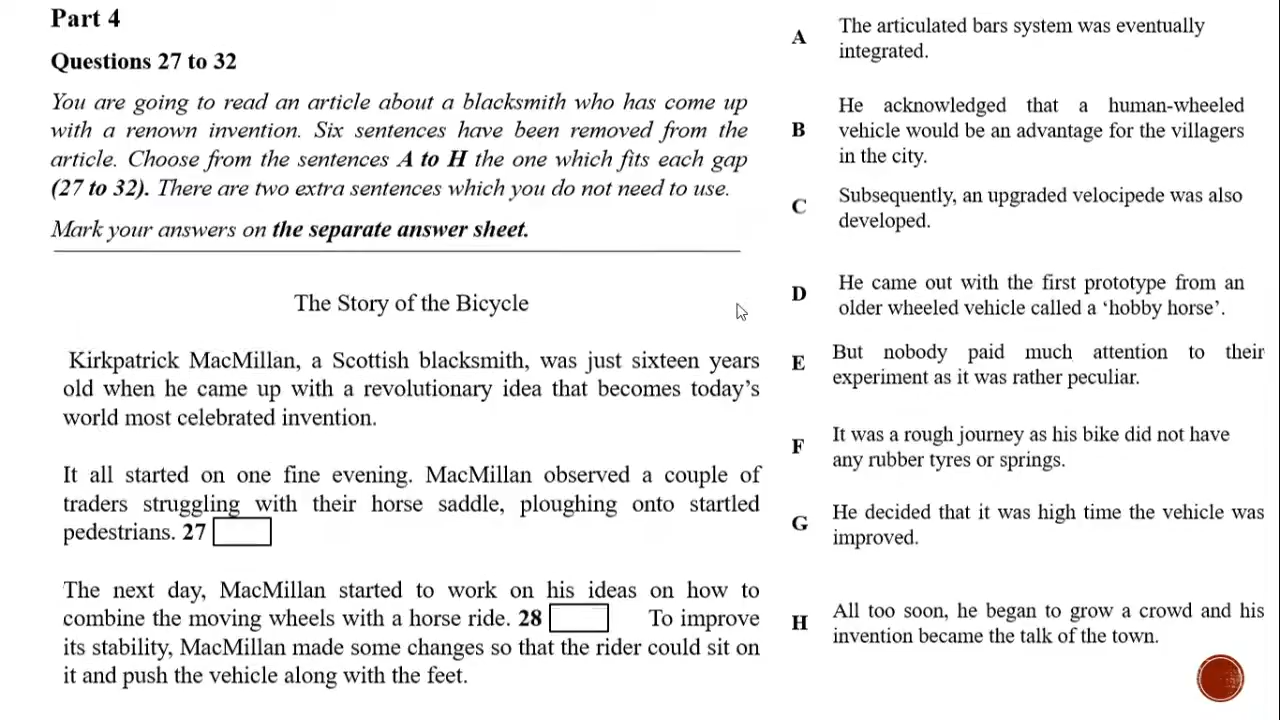 Part 4
Questions 27 to 32
You are going to read an article about a blacksmith who has come up
with a renown invention. Six sentences have been removed from the
article. Choose from the sentences A to H the one which fits each gap
(27 to 32). There are two extra sentences which you do not need to use.
Mark your answers on the separate answer sheet.
The Story of the Bicycle
Kirkpatrick MacMillan, a Scottish blacksmith, was just sixteen years
old when he came up with a revolutionary idea that becomes today's
world most celebrated invention.
It all started on one fine evening. MacMillan observed a couple of
traders struggling with their horse saddle, ploughing onto startled
pedestrians. 27
The next day, MacMillan started to work on his ideas on how to
combine the moving wheels with a horse ride. 28 To improve
its stability, MacMillan made some changes so that the rider could sit on
it and push the vehicle along with the feet.
A The articulated bars system was eventually
integrated.
B He acknowledged that a human-wheeled
vehicle would be an advantage for the villagers
in the city.
C Subsequently, an upgraded velocipede was also
developed.
D He came out with the first prototype from an
older wheeled vehicle called a 'hobby horse'.
E But nobody paid much attention to their
experiment as it was rather peculiar.
F It was a rough journey as his bike did not have
any rubber tyres or springs.
G He decided that it was high time the vehicle was
improved.
H All too soon, he began to grow a crowd and his
invention became the talk of the town.